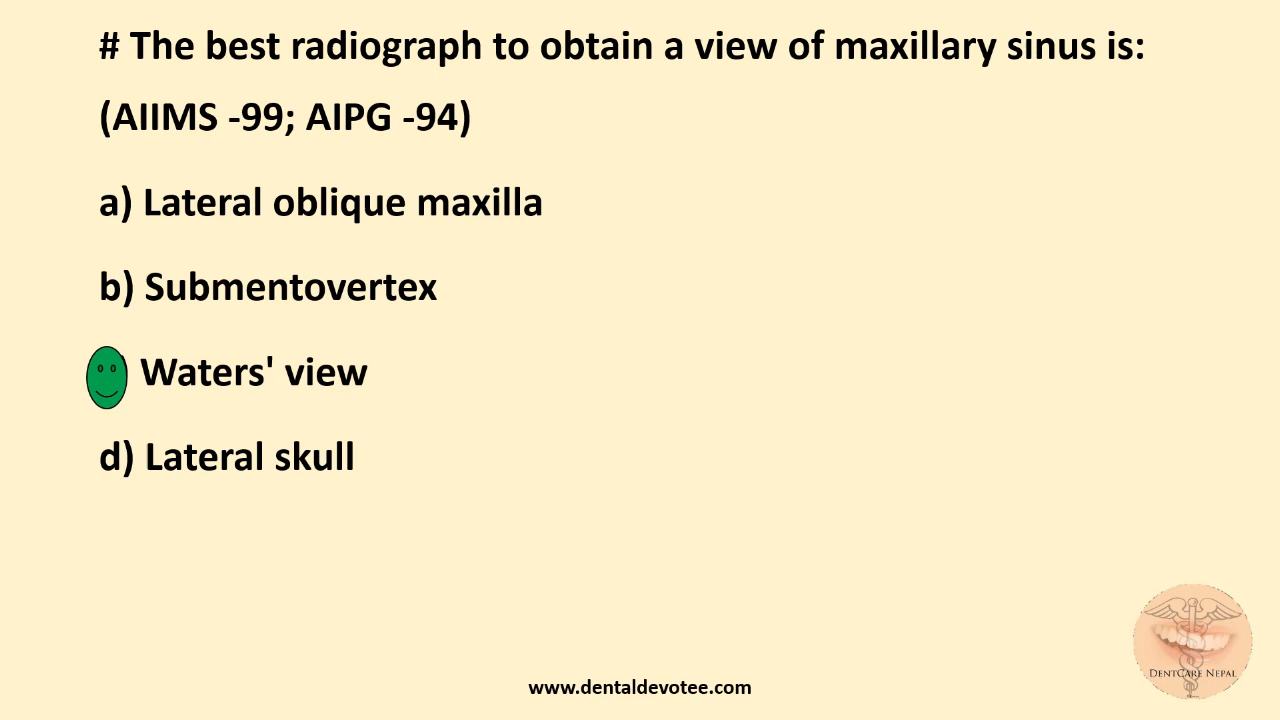 # The best radiograph to obtain a view of maxillary sinus is:
(AIIMS -99; AIPG -94)
a) Lateral oblique maxilla
b) Submentovertex
Waters' view
d) Lateral skull
DentCare Nepal
www.dentaldevotee.com